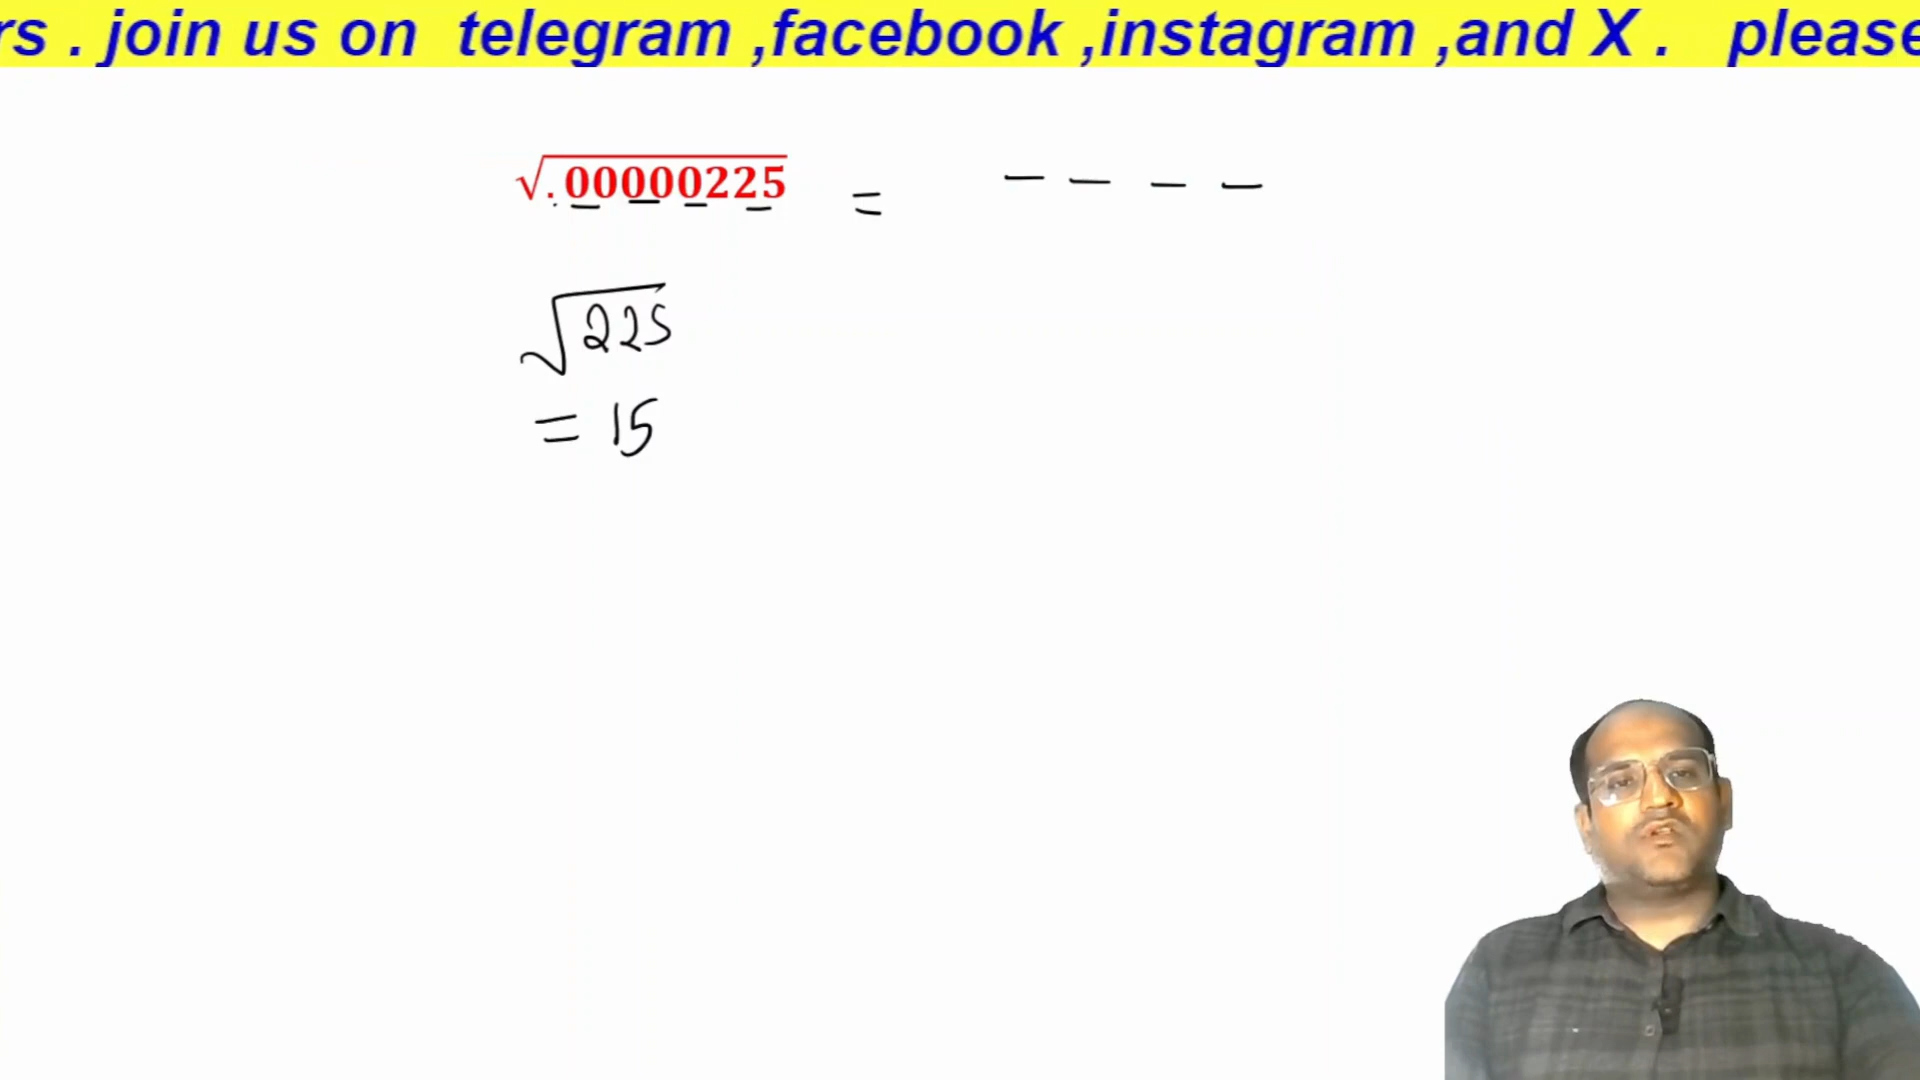 rs . join us on telegram ,facebook ,instagram ,and X . please
√.00000225 = _ _ _ _
√225
= 15